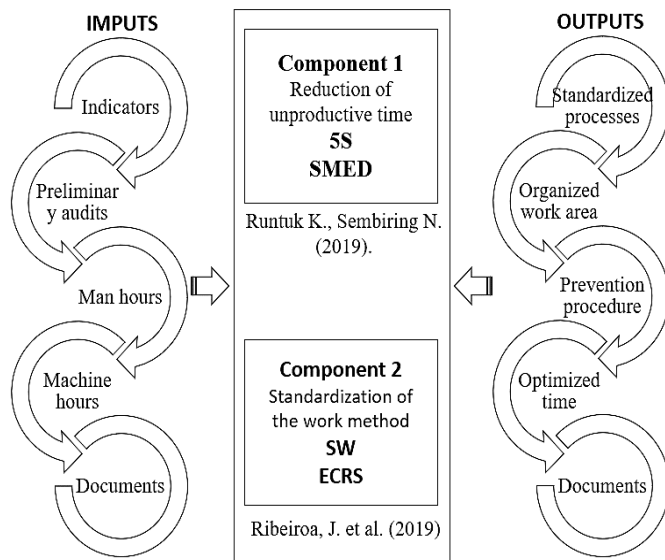 IMPUTS
Indicators
Preliminar
y audits
Man hours
Machine
hours
Documents
Component 1
Reduction of
unproductive time
5S
SMED
Runtuk K., Sembiring N.
(2019).
Component 2
Standardization of
the work method
SW
ECRS
Ribeiroa, J. et al. (2019)
OUTPUTS
Standardized
processes
Organized
work area
Prevention
procedure
Optimized
time
Documents